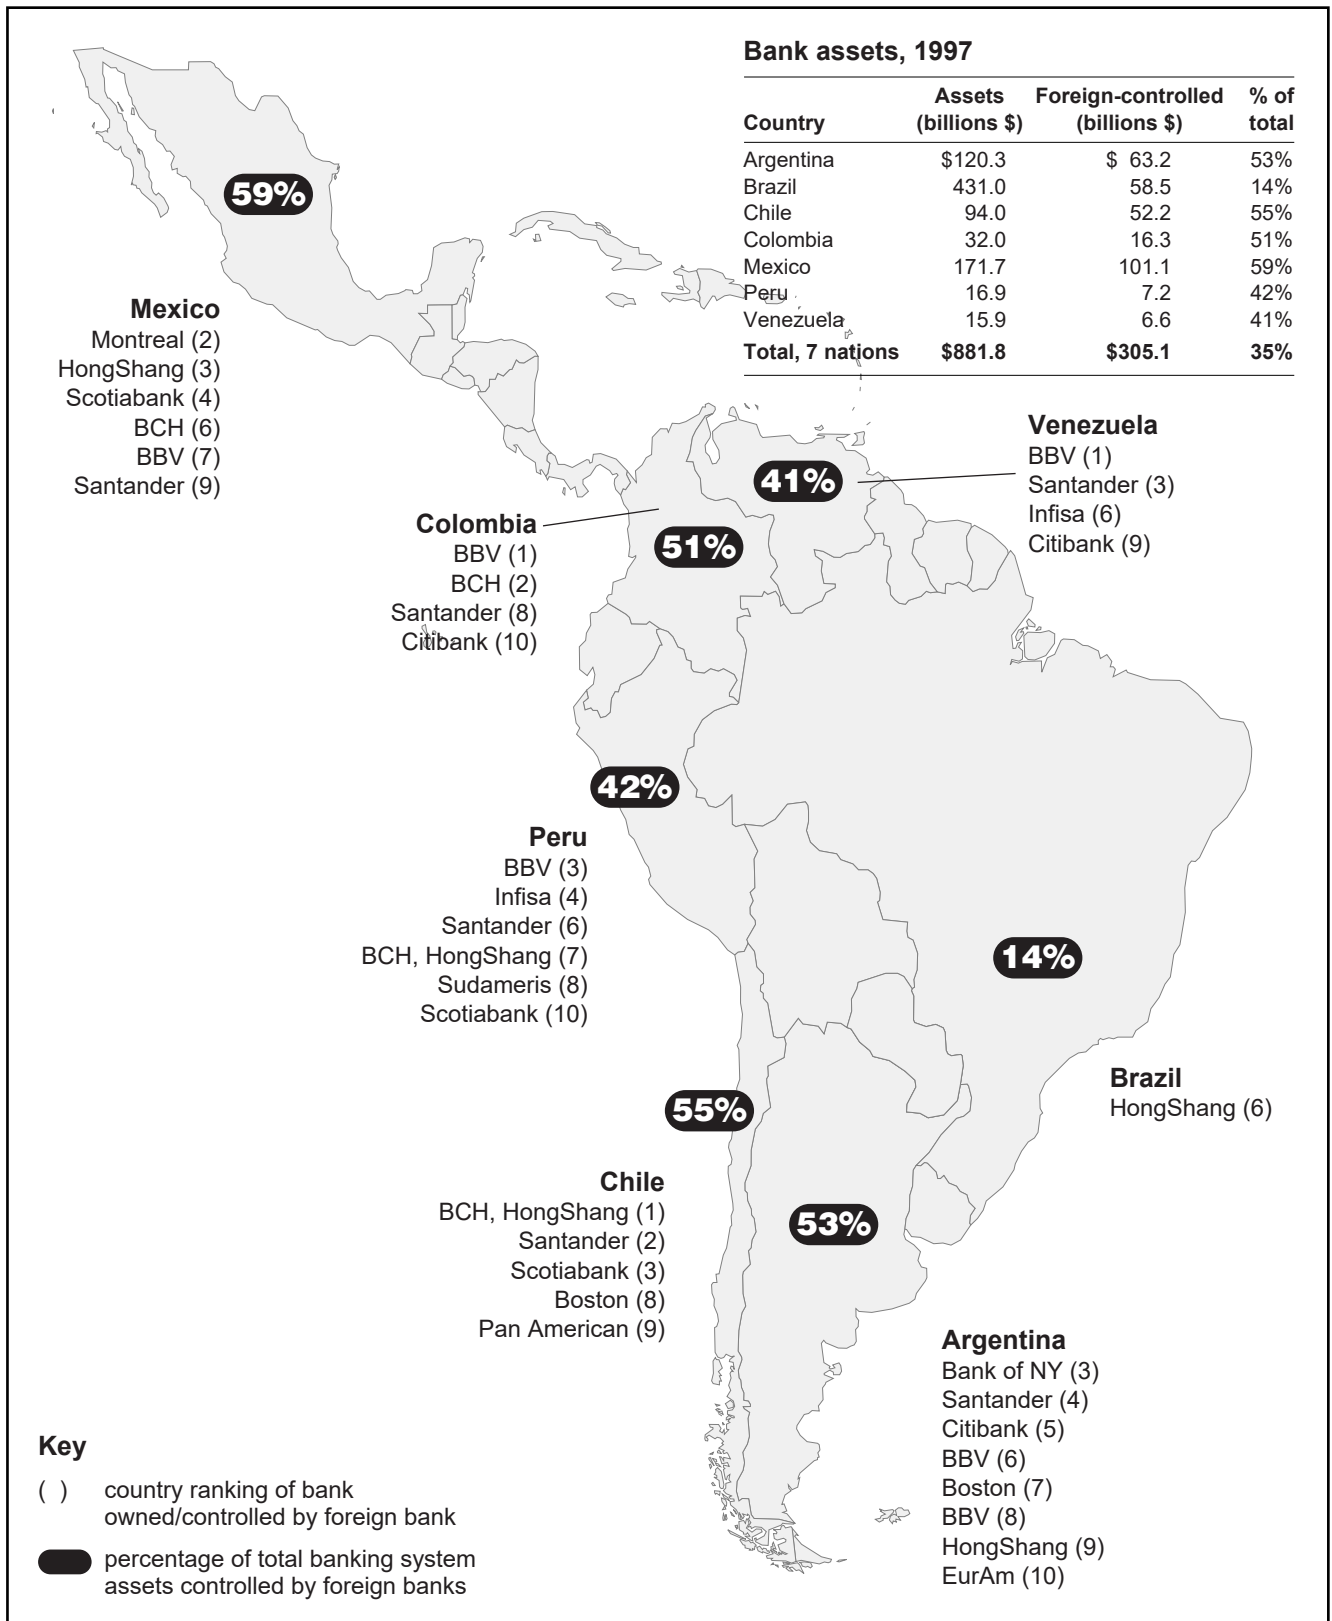 Bank assets, 1997
Assets Foreign-controlled % of
Country (billions $) (billions $) total
Argentina $120.3 $ 63.2 53%
Brazil 431.0 58.5 14%
Chile 94.0 52.2 55%
Colombia 32.0 16.3 51%
Mexico 171.7 101.1 59%
Peru 16.9 7.2 42%
Venezuela 15.9 6.6 41%
Total, 7 nations $881.8 $305.1 35%
59%
Mexico
Montreal (2)
HongShang (3)
Scotiabank (4)
BCH (6)
BBV (7)
Santander (9)
Venezuela
BBV (1)
Santander (3)
Infisa (6)
Citibank (9)
41%
Colombia
BBV (1)
BCH (2)
Santander (8)
Citibank (10)
51%
42%
Peru
BBV (3)
Infisa (4)
Santander (6)
BCH, HongShang (7)
Sudameris (8)
Scotiabank (10)
14%
Brazil
HongShang (6)
55%
Chile
BCH, HongShang (1)
Santander (2)
Scotiabank (3)
Boston (8)
Pan American (9)
53%
Argentina
Bank of NY (3)
Santander (4)
Citibank (5)
BBV (6)
Boston (7)
BBV (8)
HongShang (9)
EurAm (10)
Key
( ) country ranking of bank
owned/controlled by foreign bank
percentage of total banking system
assets controlled by foreign banks